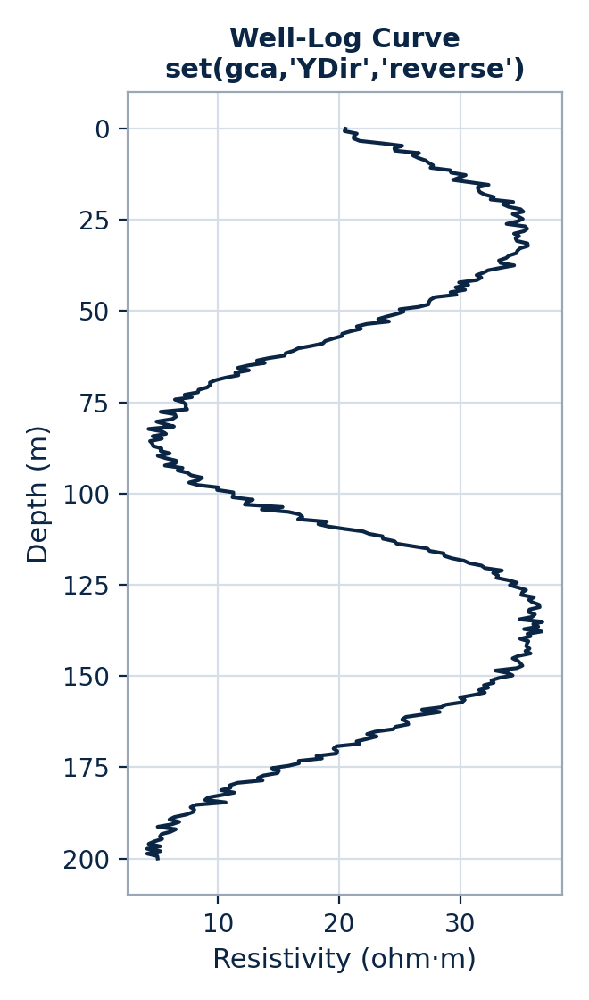 Well-Log Curve
set(gca,'YDir','reverse')
0
25
50
75
100
125
150
175
200
Depth (m)
10 20 30
Resistivity (ohm·m)